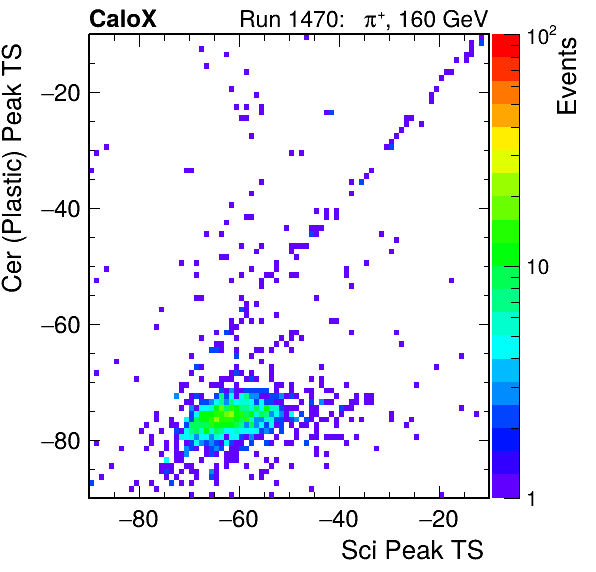 CaloX Run 1470: π⁺, 160 GeV
Cer (Plastic) Peak TS
−20
−40
−60
−80
−80 −60 −40 −20
Sci Peak TS
10²
10
1
Events